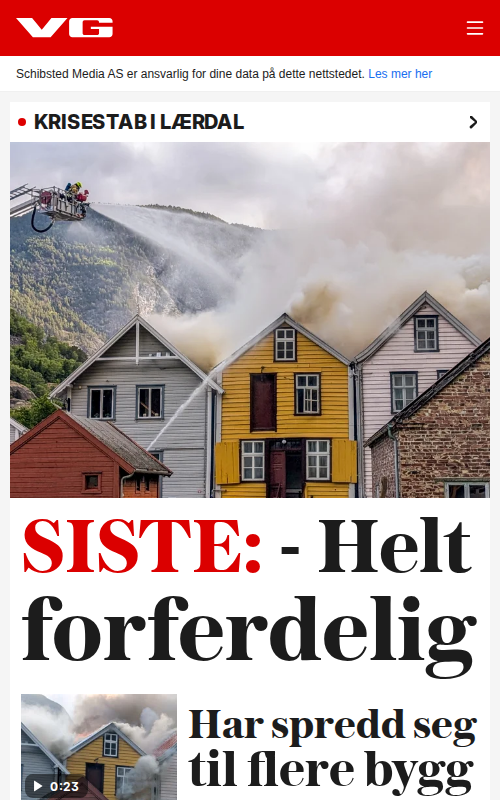 VG
Schibsted Media AS er ansvarlig for dine data på dette nettstedet. Les mer her
KRISESTAB I LÆRDAL
SISTE: - Helt
forferdelig
Har spredd seg
til flere bygg
0:23